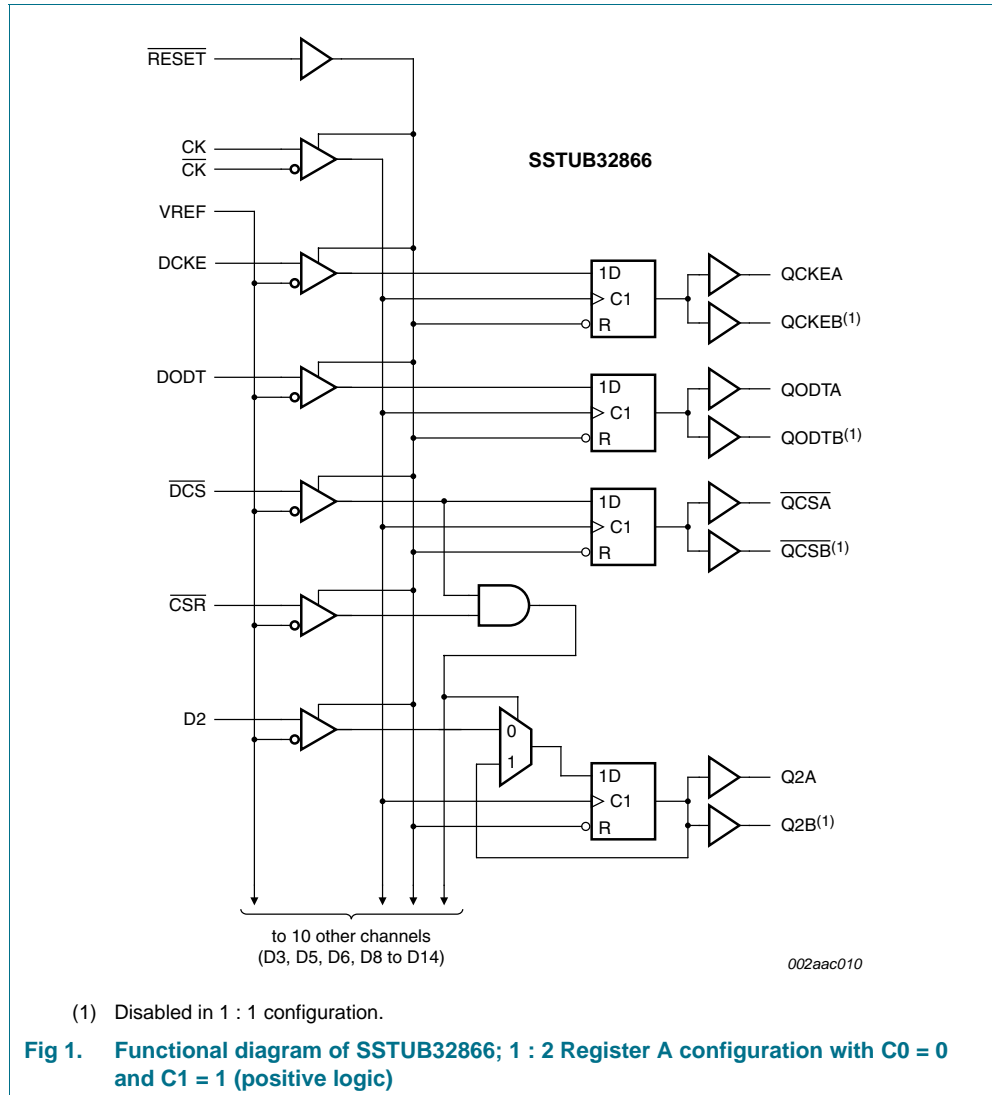 RESET
CK
CK
SSTUB32866
VREF
DCKE
1D
C1
R
QCKEA
QCKEB(1)
DODT
1D
C1
R
QODTA
QODTB(1)
DCS
1D
C1
R
QCSA
QCSB(1)
CSR
D2
0
1
1D
C1
R
Q2A
Q2B(1)
to 10 other channels
(D3, D5, D6, D8 to D14)
002aac010
(1) Disabled in 1 : 1 configuration.
Fig 1. Functional diagram of SSTUB32866; 1 : 2 Register A configuration with C0 = 0
and C1 = 1 (positive logic)